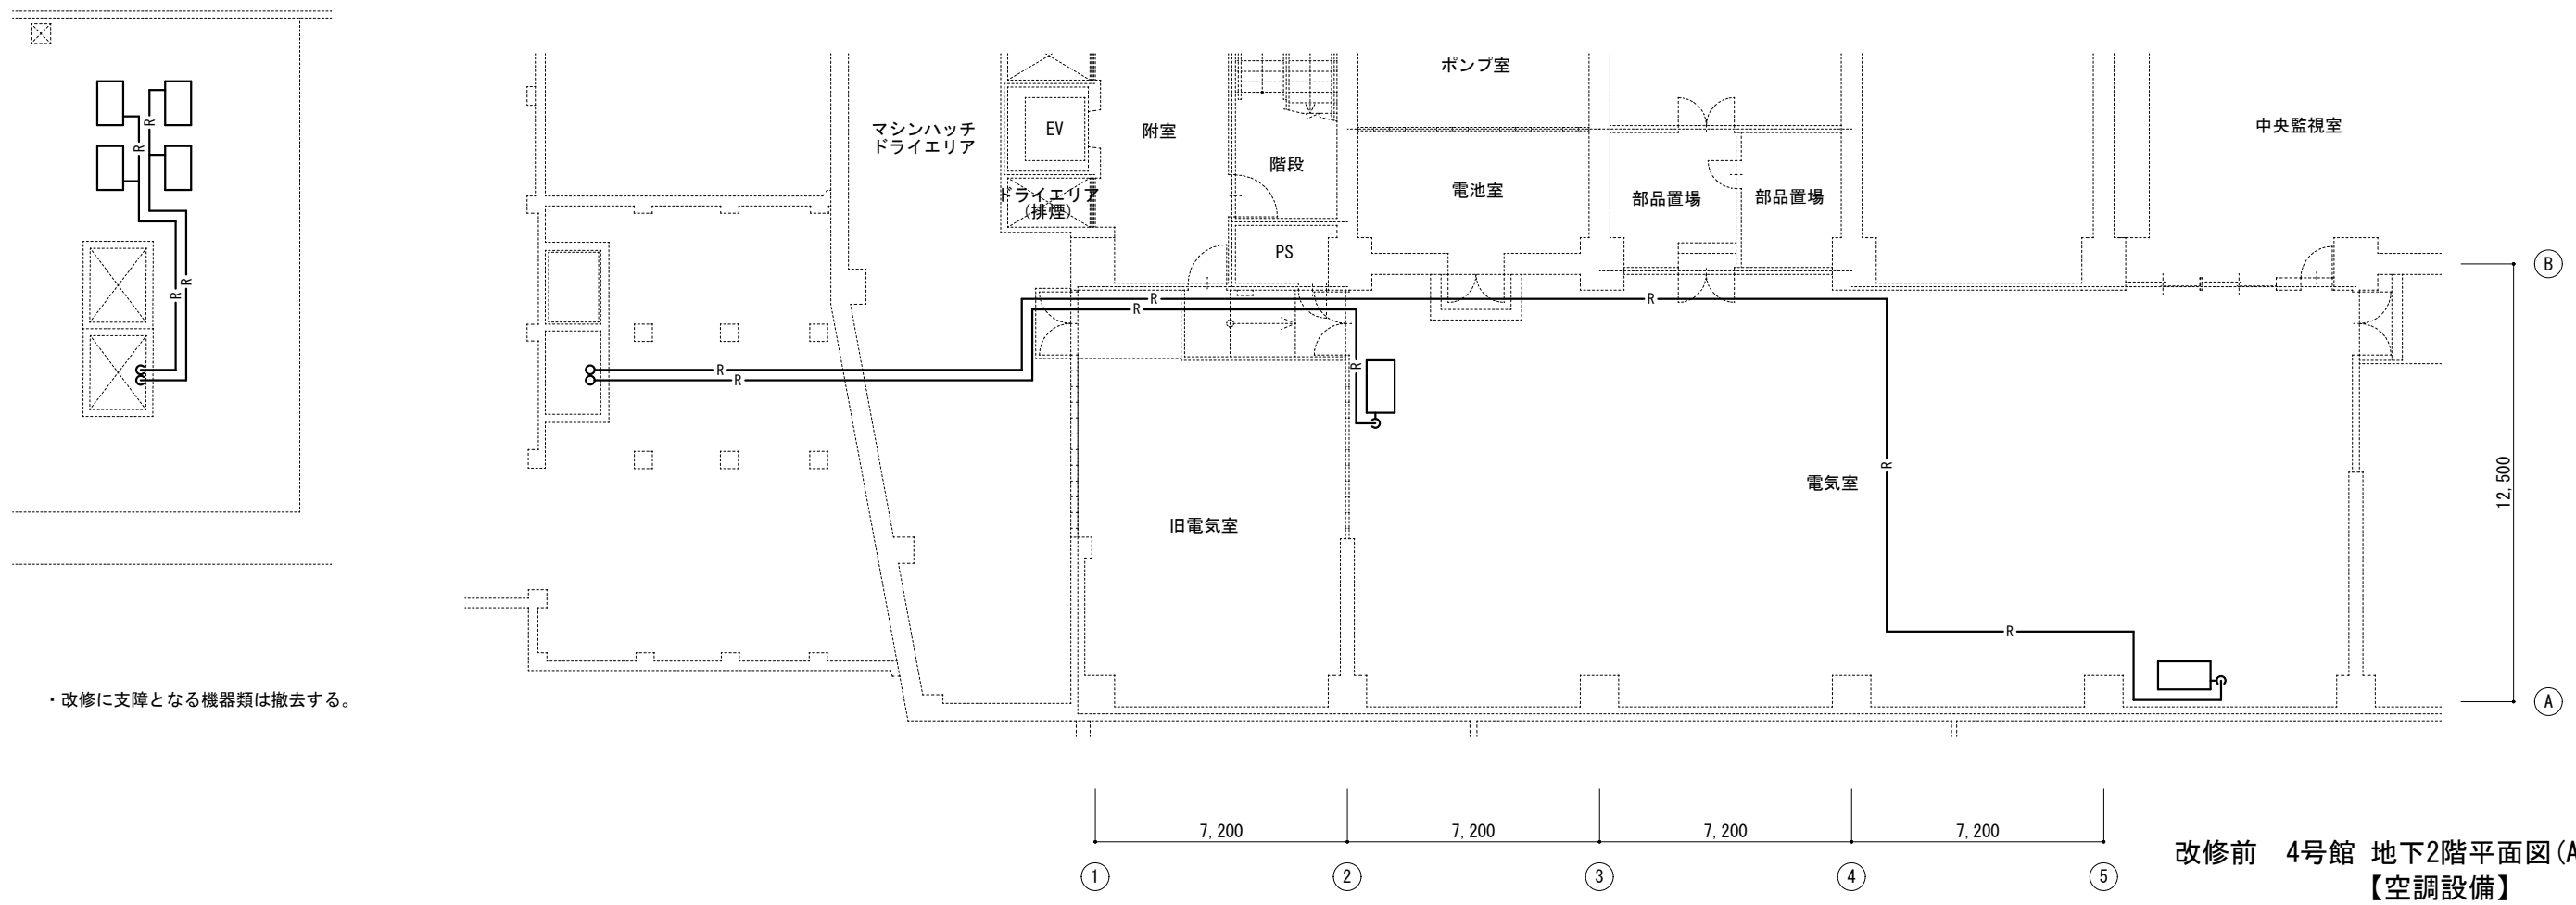 ポンプ室
マシンハッチ
ドライエリア
EV
附室
中央監視室
階段
電池室
部品置場
部品置場
ドライエリア
(排煙)
PS
R
R
R
R
R
R
R
R
R
R
R
R
R
B
電気室
12,500
旧電気室
・改修に支障となる機器類は撤去する。
A
7,200
7,200
7,200
7,200
1
2
3
4
5
改修前　4号館 地下2階平面図(A
【空調設備】